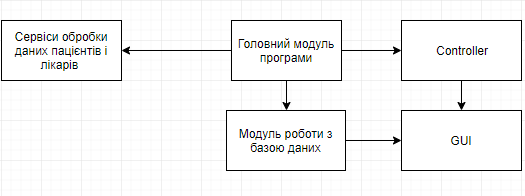 Сервіси обробки
даних пацієнтів і
лікарів
Головний модуль
програми
Controller
Модуль роботи з
базою даних
GUI